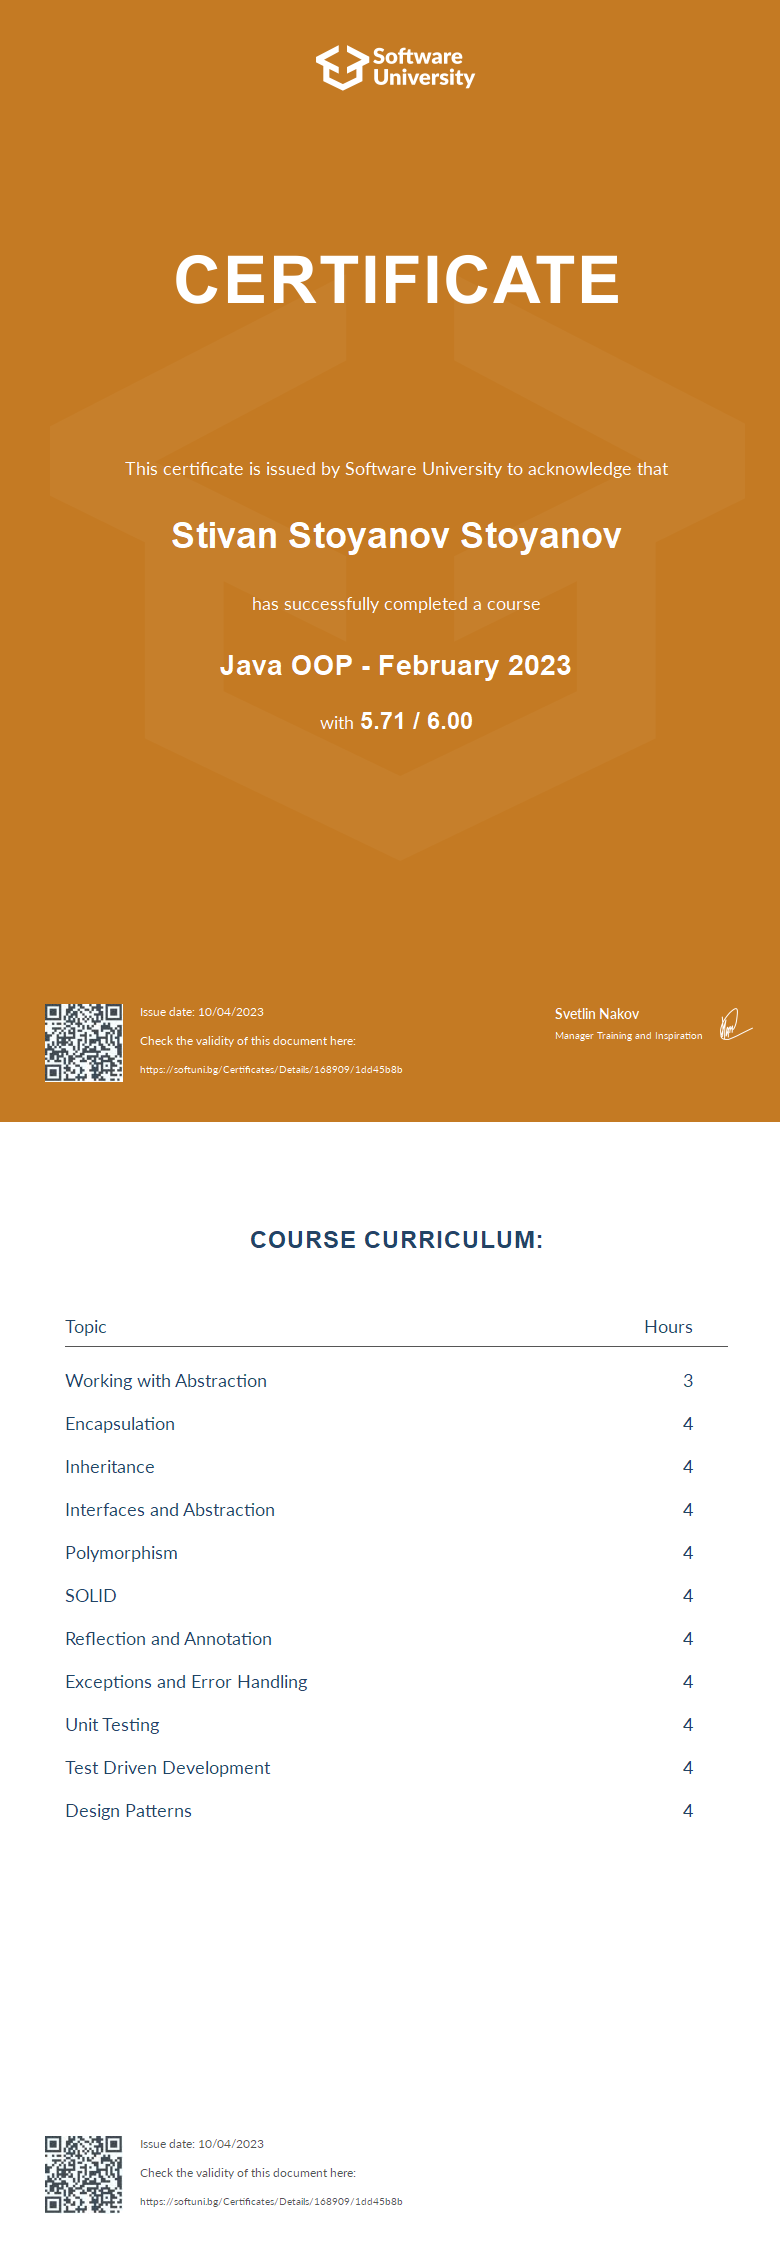 Software
University
CERTIFICATE
This certificate is issued by Software University to acknowledge that
Stivan Stoyanov Stoyanov
has successfully completed a course
Java OOP - February 2023
with 5.71 / 6.00
Issue date: 10/04/2023
Check the validity of this document here:
https://softuni.bg/Certificates/Details/168909/1dd45b8b
Svetlin Nakov
Manager Training and Inspiration
COURSE CURRICULUM:
Topic Hours
Working with Abstraction 3
Encapsulation 4
Inheritance 4
Interfaces and Abstraction 4
Polymorphism 4
SOLID 4
Reflection and Annotation 4
Exceptions and Error Handling 4
Unit Testing 4
Test Driven Development 4
Design Patterns 4
Issue date: 10/04/2023
Check the validity of this document here:
https://softuni.bg/Certificates/Details/168909/1dd45b8b